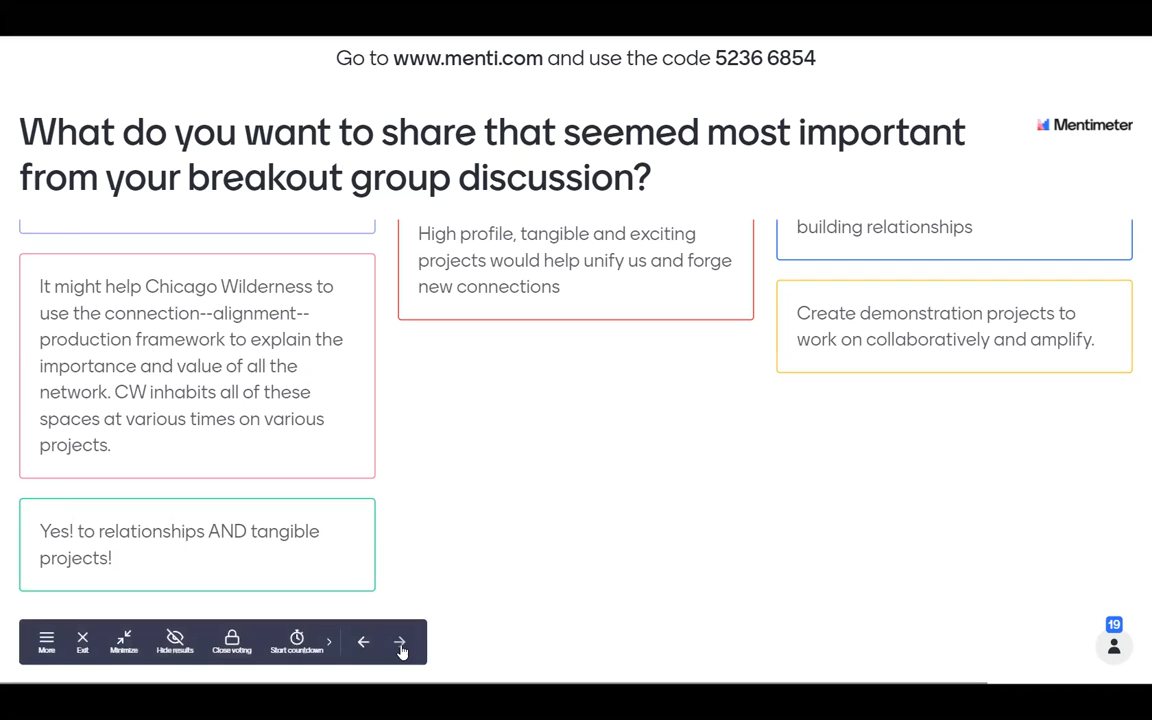 Go to www.menti.com and use the code 5236 6854
What do you want to share that seemed most important
from your breakout group discussion?
Mentimeter
It might help Chicago Wilderness to
use the connection--alignment--
production framework to explain the
importance and value of all the
network. CW inhabits all of these
spaces at various times on various
projects.
Yes! to relationships AND tangible
projects!
High profile, tangible and exciting
projects would help unify us and forge
new connections
building relationships
Create demonstration projects to
work on collaboratively and amplify.
More
Exit
Minimize
Hide results
Close voting
Start countdown
19